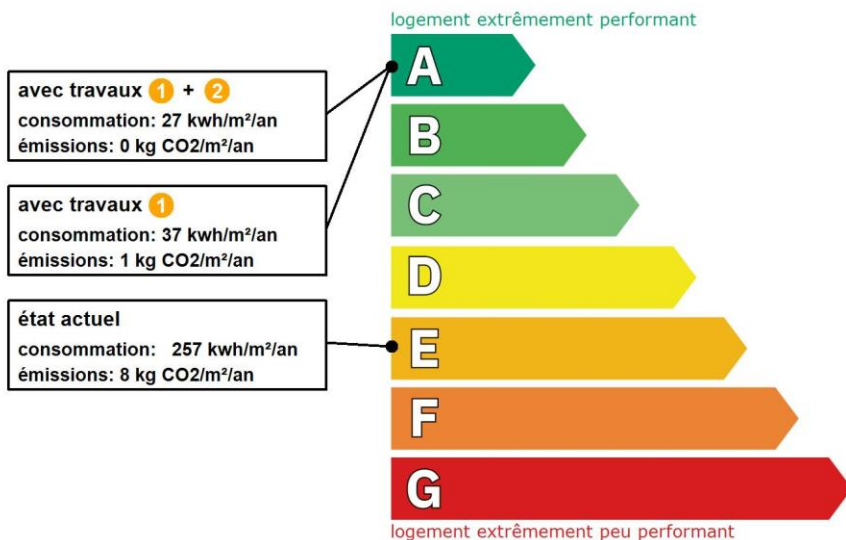 logement extrêmement performant
avec travaux 1 + 2
consommation: 27 kwh/m²/an
émissions: 0 kg CO2/m²/an
avec travaux 1
consommation: 37 kwh/m²/an
émissions: 1 kg CO2/m²/an
état actuel
consommation: 257 kwh/m²/an
émissions: 8 kg CO2/m²/an
A
B
C
D
E
F
G
logement extrêmement peu performant